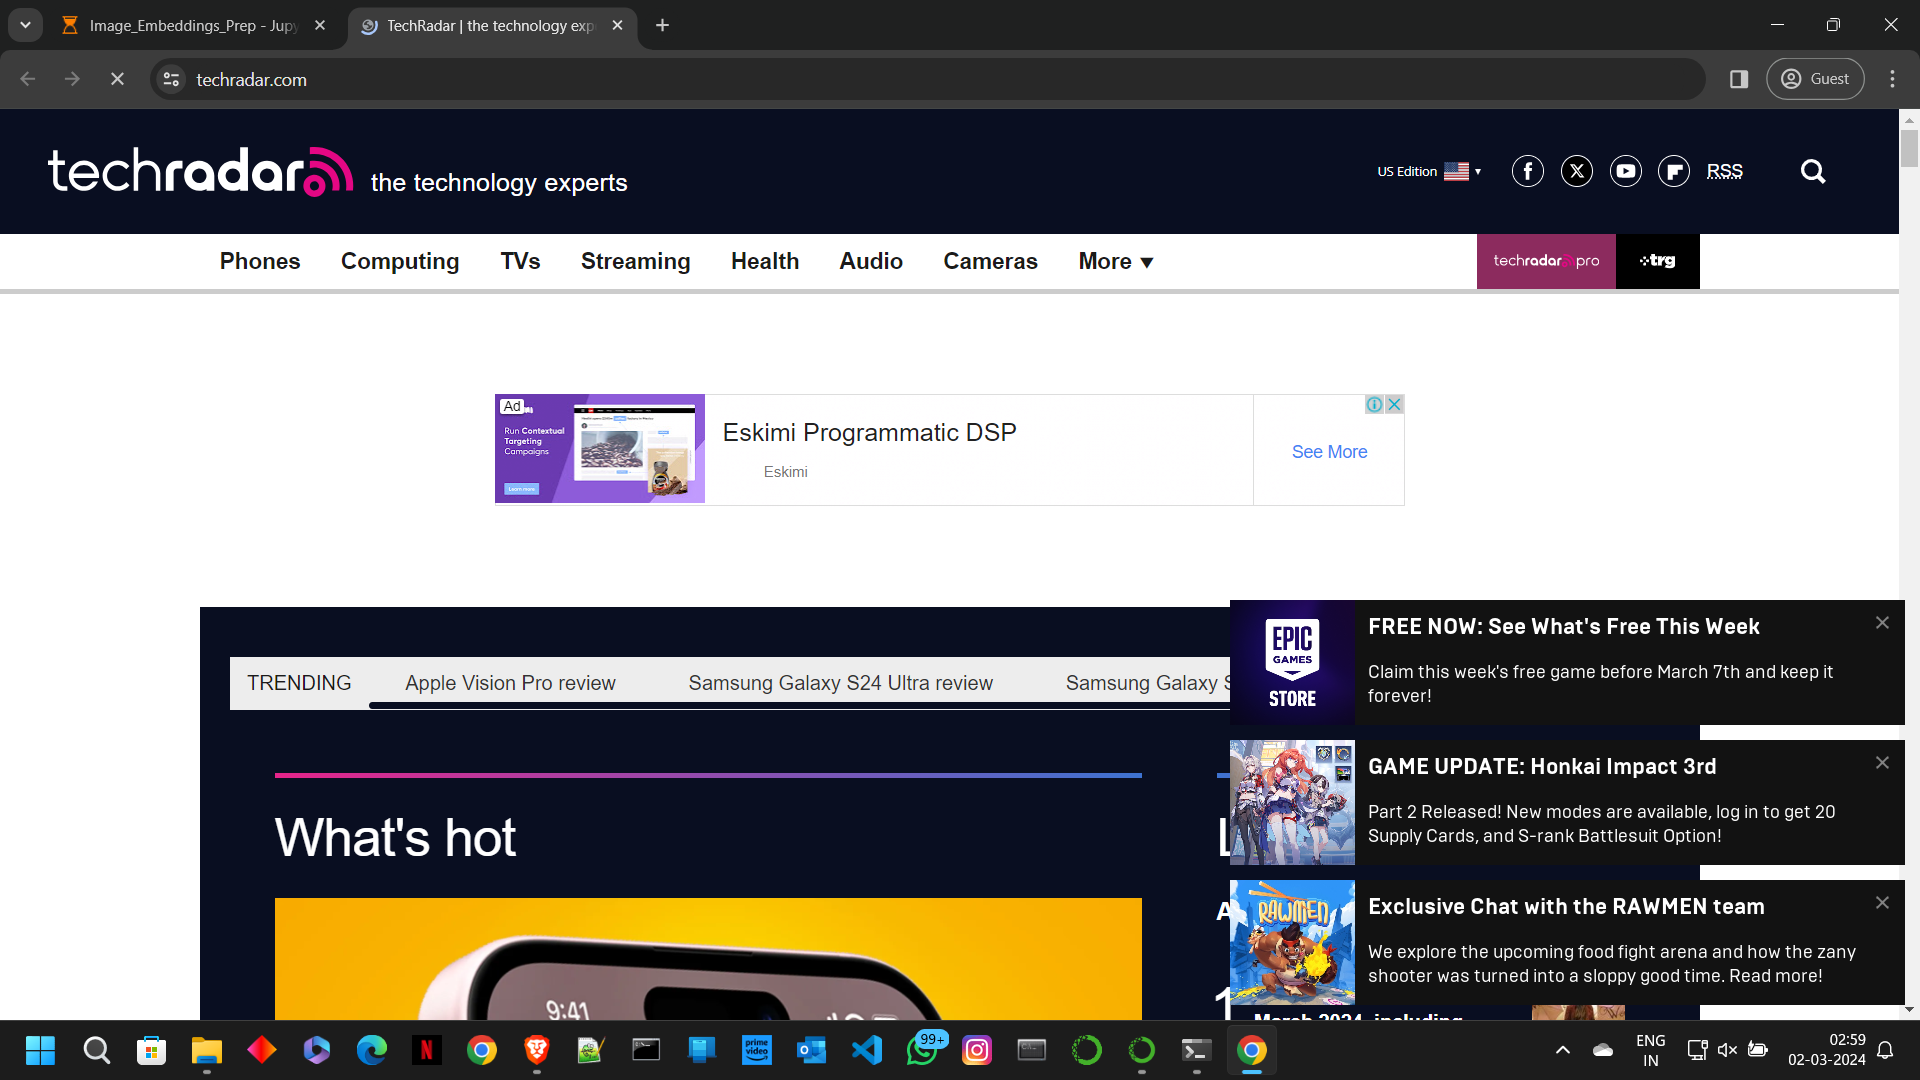 Image_Embeddings_Prep - Jupy
TechRadar | the technology exp
techradar.com
Guest
techradar
the technology experts
US Edition
RSS
Phones
Computing
TVs
Streaming
Health
Audio
Cameras
More ▼
techradar pro
trg
Ad
Run Contextual
Targeting
Campaigns
Learn more
Eskimi Programmatic DSP
Eskimi
See More
TRENDING
Apple Vision Pro review
Samsung Galaxy S24 Ultra review
Samsung Galaxy S
What's hot
9:41
EPIC
GAMES
STORE
FREE NOW: See What's Free This Week
Claim this week's free game before March 7th and keep it
forever!
GAME UPDATE: Honkai Impact 3rd
Part 2 Released! New modes are available, log in to get 20
Supply Cards, and S-rank Battlesuit Option!
RAWMEN
Exclusive Chat with the RAWMEN team
We explore the upcoming food fight arena and how the zany
shooter was turned into a sloppy good time. Read more!
March 2024, including
prime
video
99+
ENG
IN
02:59
02-03-2024